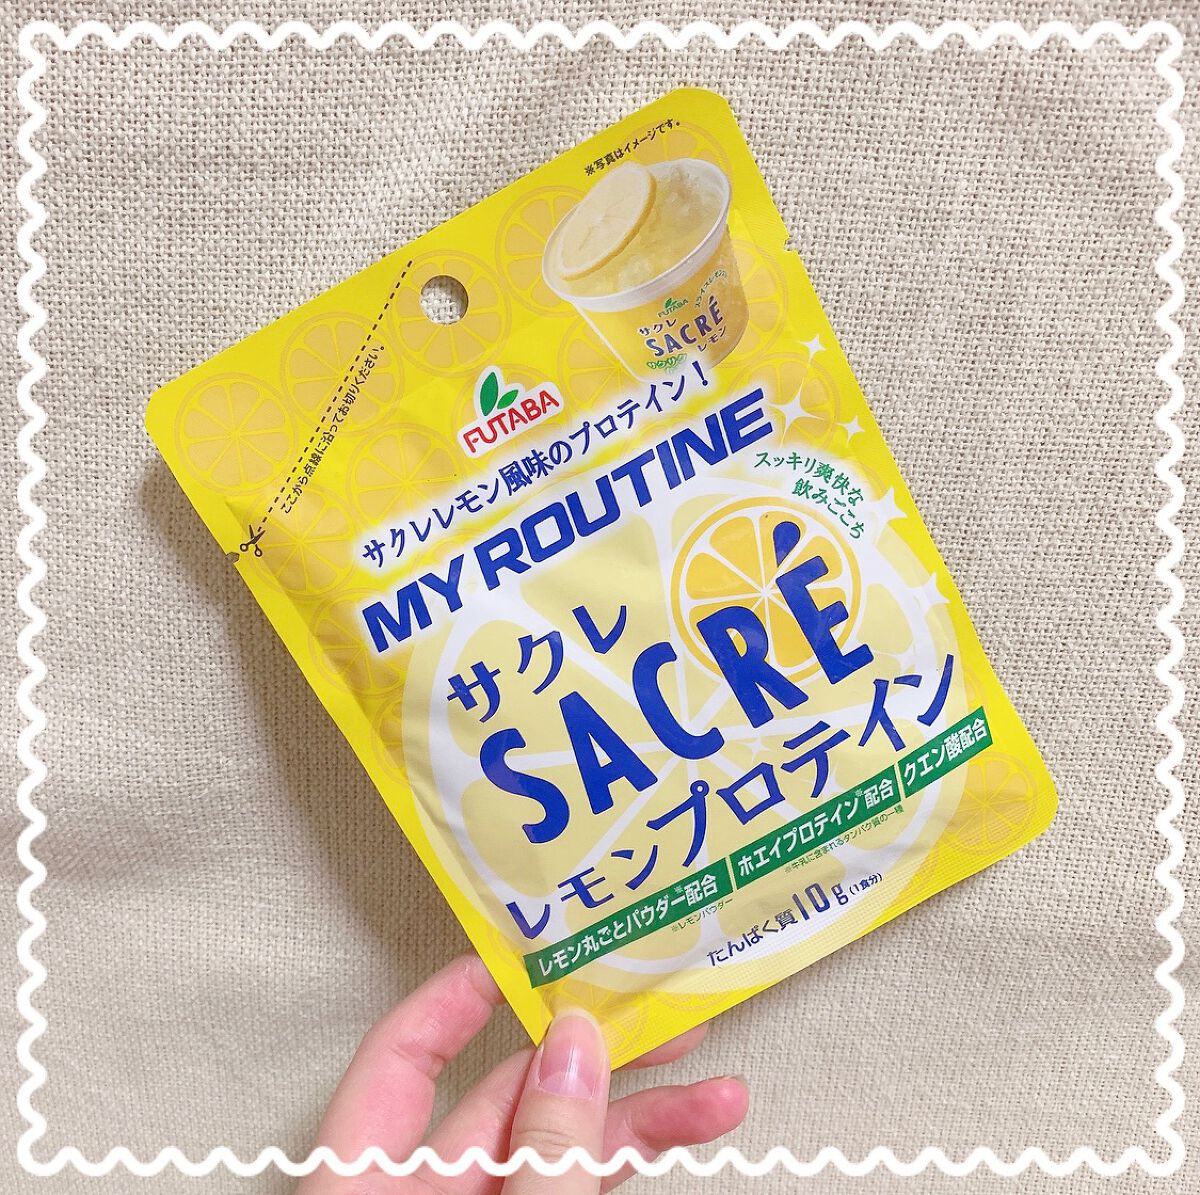 ※写真はイメージです。
FUTABA
サクレ
SACRÉ
レモン
ここから点線に沿ってお切りください。
FUTABA
サクレレモン風味のプロテイン！
MY ROUTINE
スッキリ爽快な
飲みごこち
サクレ
SACRÉ
レモンプロテイン
レモン丸ごとパウダー※配合
ホエイプロテイン※配合
クエン酸配合
※レモンパウダー
※牛乳に含まれるタンパク質の一種
たんぱく質10g(1食分)